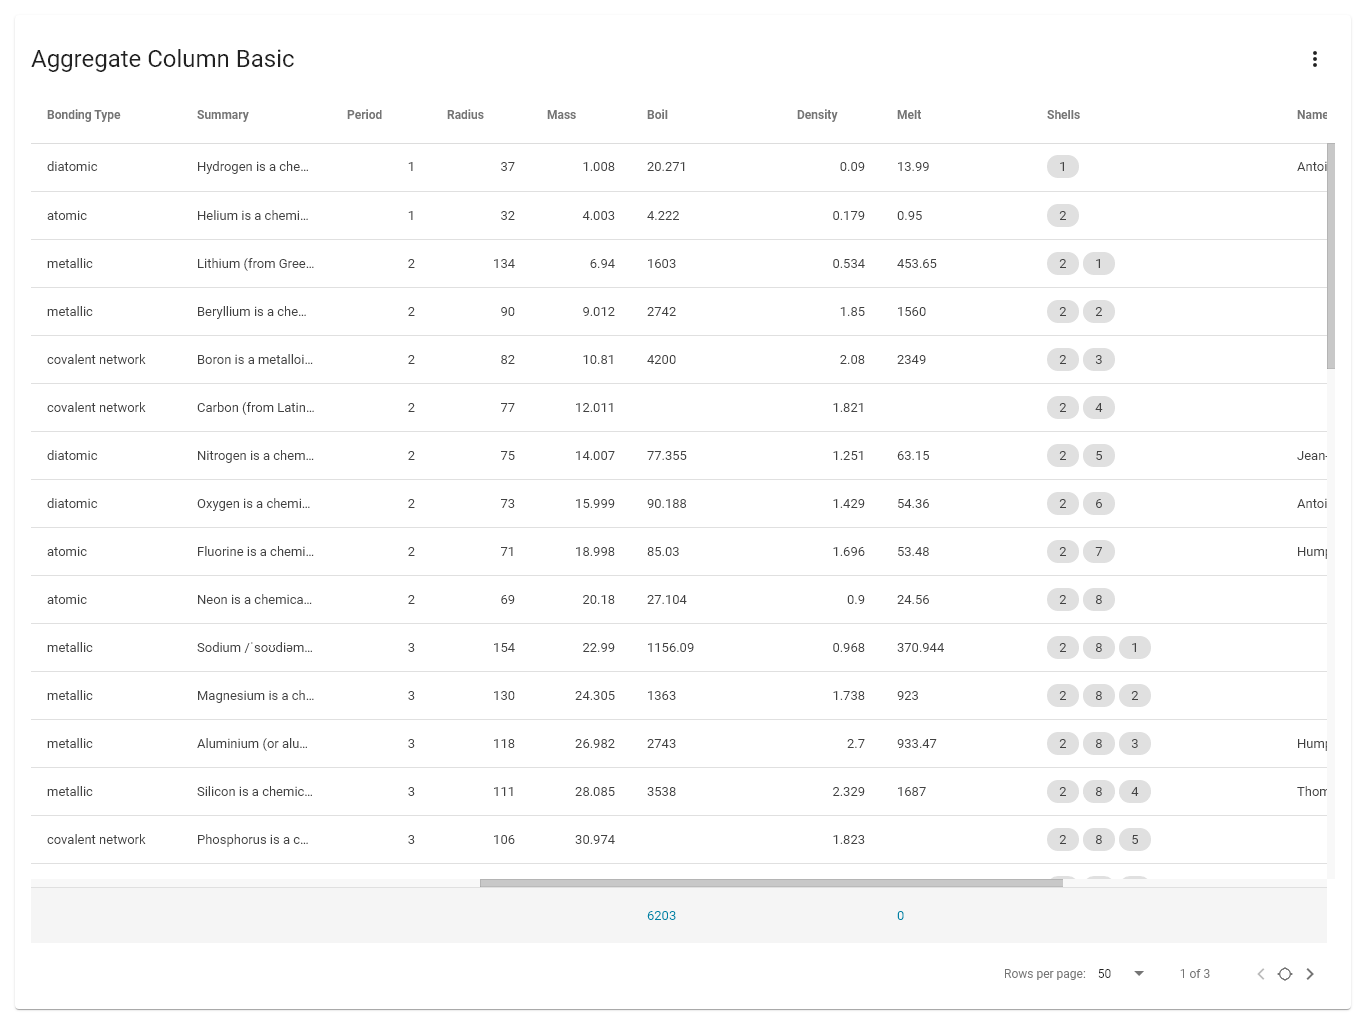 Aggregate Column Basic
Bonding Type Summary Period Radius Mass Boil Density Melt Shells Name
diatomic Hydrogen is a che... 1 37 1.008 20.271 0.09 13.99 1 Antoi
atomic Helium is a chemi... 1 32 4.003 4.222 0.179 0.95 2
metallic Lithium (from Gree... 2 134 6.94 1603 0.534 453.65 2 1
metallic Beryllium is a che... 2 90 9.012 2742 1.85 1560 2 2
covalent network Boron is a metalloi... 2 82 10.81 4200 2.08 2349 2 3
covalent network Carbon (from Latin... 2 77 12.011 1.821 2 4
diatomic Nitrogen is a chem... 2 75 14.007 77.355 1.251 63.15 2 5 Jean-
diatomic Oxygen is a chemi... 2 73 15.999 90.188 1.429 54.36 2 6 Antoi
atomic Fluorine is a chemi... 2 71 18.998 85.03 1.696 53.48 2 7 Hump
atomic Neon is a chemica... 2 69 20.18 27.104 0.9 24.56 2 8
metallic Sodium /ˈsoʊdiəm... 3 154 22.99 1156.09 0.968 370.944 2 8 1
metallic Magnesium is a ch... 3 130 24.305 1363 1.738 923 2 8 2
metallic Aluminium (or alu... 3 118 26.982 2743 2.7 933.47 2 8 3 Hump
metallic Silicon is a chemic... 3 111 28.085 3538 2.329 1687 2 8 4 Thom
covalent network Phosphorus is a c... 3 106 30.974 1.823 2 8 5
6203 0
Rows per page: 50 1 of 3